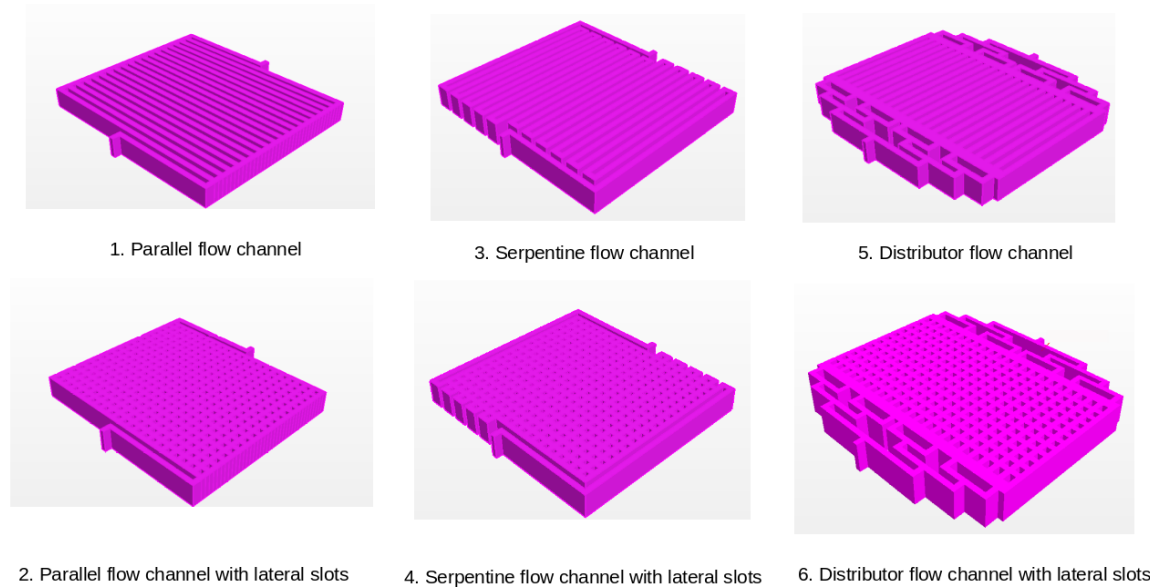 1. Parallel flow channel
3. Serpentine flow channel
5. Distributor flow channel
2. Parallel flow channel with lateral slots
4. Serpentine flow channel with lateral slots
6. Distributor flow channel with lateral slots